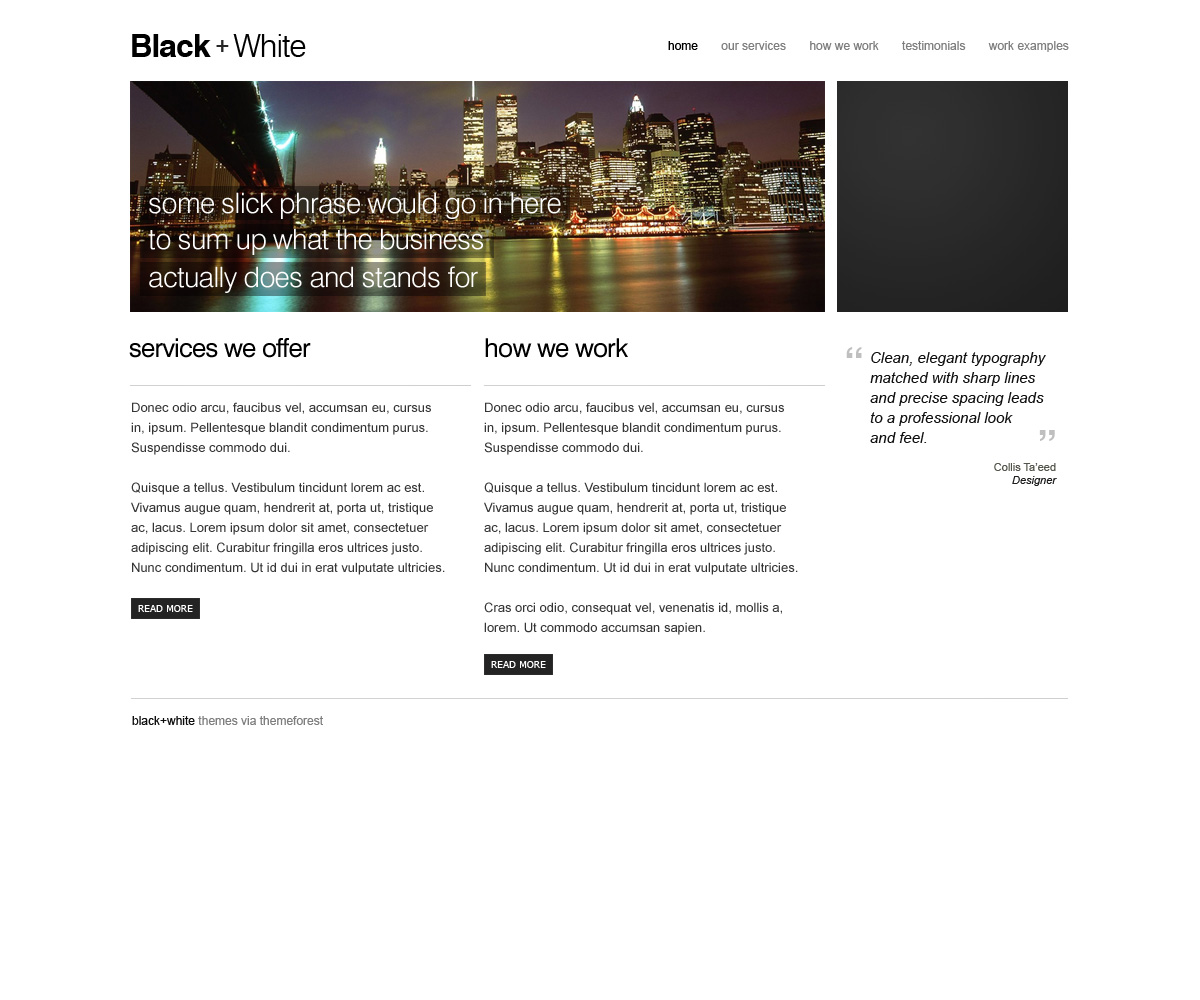 Black + White
home our services how we work testimonials work examples
some slick phrase would go in here
to sum up what the business
actually does and stands for
services we offer
Donec odio arcu, faucibus vel, accumsan eu, cursus
in, ipsum. Pellentesque blandit condimentum purus.
Suspendisse commodo dui.
Quisque a tellus. Vestibulum tincidunt lorem ac est.
Vivamus augue quam, hendrerit at, porta ut, tristique
ac, lacus. Lorem ipsum dolor sit amet, consectetuer
adipiscing elit. Curabitur fringilla eros ultrices justo.
Nunc condimentum. Ut id dui in erat vulputate ultricies.
READ MORE
how we work
Donec odio arcu, faucibus vel, accumsan eu, cursus
in, ipsum. Pellentesque blandit condimentum purus.
Suspendisse commodo dui.
Quisque a tellus. Vestibulum tincidunt lorem ac est.
Vivamus augue quam, hendrerit at, porta ut, tristique
ac, lacus. Lorem ipsum dolor sit amet, consectetuer
adipiscing elit. Curabitur fringilla eros ultrices justo.
Nunc condimentum. Ut id dui in erat vulputate ultricies.
Cras orci odio, consequat vel, venenatis id, mollis a,
lorem. Ut commodo accumsan sapien.
READ MORE
“ Clean, elegant typography
matched with sharp lines
and precise spacing leads
to a professional look
and feel. ”
Collis Ta'eed
Designer
black+white themes via themeforest